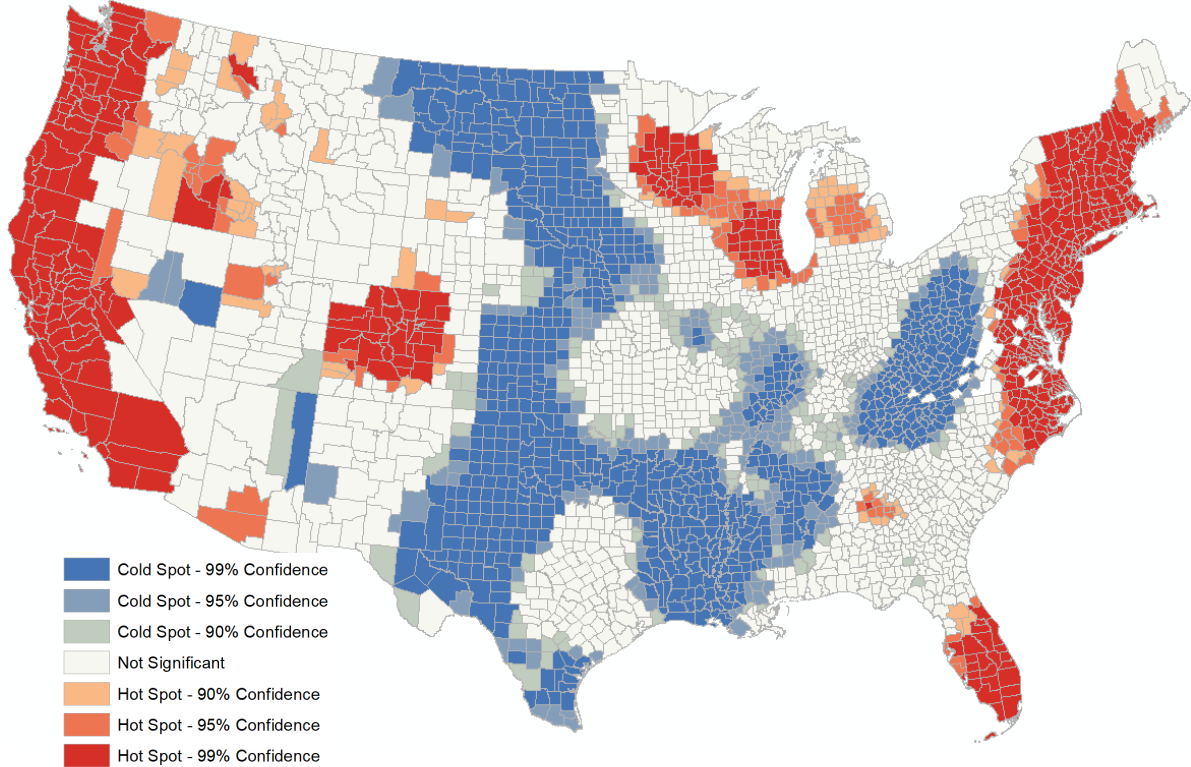 Cold Spot - 99% Confidence
Cold Spot - 95% Confidence
Cold Spot - 90% Confidence
Not Significant
Hot Spot - 90% Confidence
Hot Spot - 95% Confidence
Hot Spot - 99% Confidence